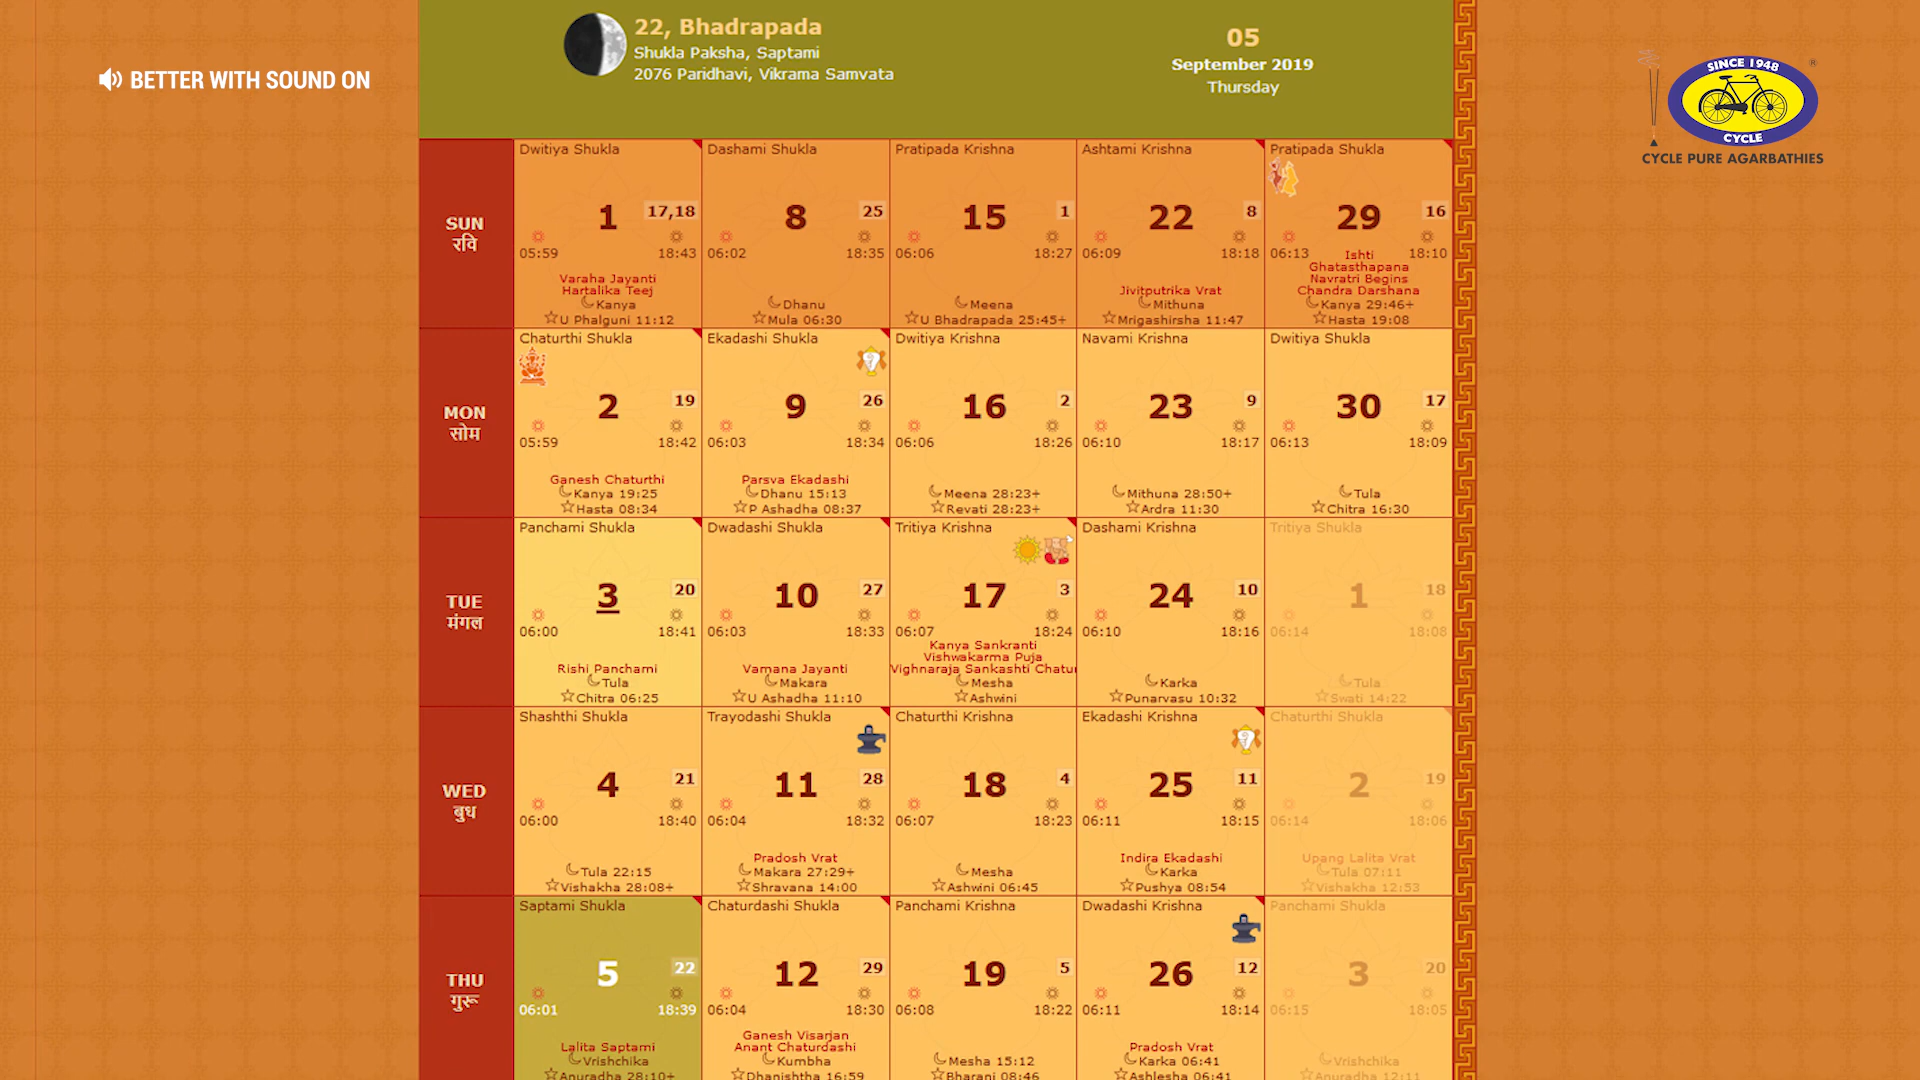 BETTER WITH SOUND ON
22, Bhadrapada
Shukla Paksha, Saptami
2076 Paridhavi, Vikrama Samvata
05
September 2019
Thursday
SINCE 1948
®
CYCLE
CYCLE PURE AGARBATHIES
SUN
रवि
Dwitiya Shukla
1 17,18
05:59 18:43
Varaha Jayanti
Hartalika Teej
Kanya
U Phalguni 11:12
Dashami Shukla
8 25
06:02 18:35
Dhanu
Mula 06:30
Pratipada Krishna
15 1
06:06 18:27
Meena
U Bhadrapada 25:45+
Ashtami Krishna
22 8
06:09 18:18
Jivitputrika Vrat
Mithuna
Mrigashirsha 11:47
Pratipada Shukla
29 16
06:13 18:10
Ishti
Ghatasthapana
Navratri Begins
Chandra Darshana
Kanya 29:46+
Hasta 19:08
MON
सोम
Chaturthi Shukla
2 19
05:59 18:42
Ganesh Chaturthi
Kanya 19:25
Hasta 08:34
Ekadashi Shukla
9 26
06:03 18:34
Parsva Ekadashi
Dhanu 15:13
P Ashadha 08:37
Dwitiya Krishna
16 2
06:06 18:26
Meena 28:23+
Revati 28:23+
Navami Krishna
23 9
06:10 18:17
Mithuna 28:50+
Ardra 11:30
Dwitiya Shukla
30 17
06:13 18:09
Tula
Chitra 16:30
TUE
मंगल
Panchami Shukla
3 20
06:00 18:41
Rishi Panchami
Tula
Chitra 06:25
Dwadashi Shukla
10 27
06:03 18:33
Vamana Jayanti
Makara
U Ashadha 11:10
Tritiya Krishna
17 3
06:07 18:24
Kanya Sankranti
Vishwakarma Puja
Vighnaraja Sankashti Chatur
Mesha
Ashwini
Dashami Krishna
24 10
06:10 18:16
Karka
Punarvasu 10:32
Tritiya Shukla
1 18
06:14 18:08
Tula
Swati 14:22
WED
बुध
Shashthi Shukla
4 21
06:00 18:40
Tula 22:15
Vishakha 28:08+
Trayodashi Shukla
11 28
06:04 18:32
Pradosh Vrat
Makara 27:29+
Shravana 14:00
Chaturthi Krishna
18 4
06:07 18:23
Mesha
Ashwini 06:45
Ekadashi Krishna
25 11
06:11 18:15
Indira Ekadashi
Karka
Pushya 08:54
Chaturthi Shukla
2 19
06:14 18:06
Upang Lalita Vrat
Tula 07:11
Vishakha 12:53
THU
गुरू
Saptami Shukla
5 22
06:01 18:39
Lalita Saptami
Vrishchika
Anuradha 28:10+
Chaturdashi Shukla
12 29
06:04 18:30
Ganesh Visarjan
Anant Chaturdashi
Kumbha
Dhanishtha 16:59
Panchami Krishna
19 5
06:08 18:22
Mesha 15:12
Bharani 08:46
Dwadashi Krishna
26 12
06:11 18:14
Pradosh Vrat
Karka 06:41
Ashlesha 06:41
Panchami Shukla
3 20
06:15 18:05
Vrishchika
Anuradha 12:11